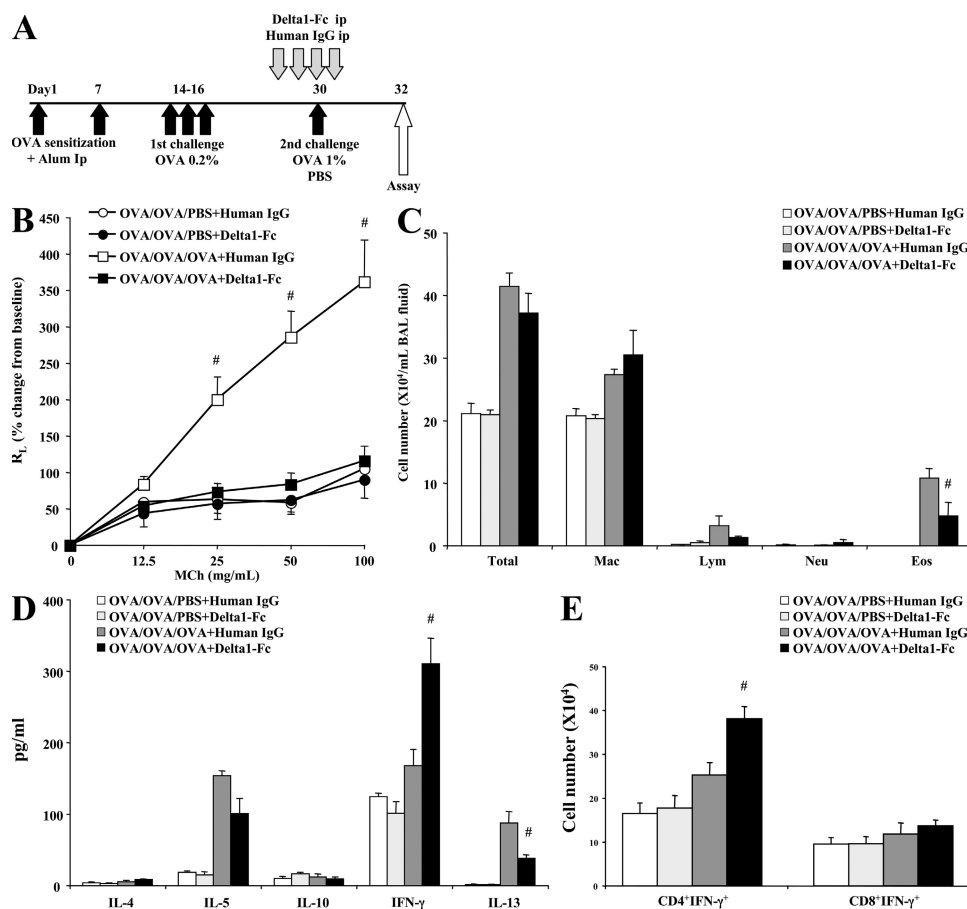 A
Delta1-Fc ip
Human IgG ip
Day1 7 14-16 30 32
OVA sensitization
+ Alum Ip
1st challenge
OVA 0.2%
2nd challenge
OVA 1%
PBS
Assay
B
OVA/OVA/PBS+Human IgG
OVA/OVA/PBS+Delta1-Fc
OVA/OVA/OVA+Human IgG
OVA/OVA/OVA+Delta1-Fc
RL (% change from baseline)
450
400
350
300
250
200
150
100
50
0
# # #
0 12.5 25 50 100
MCh (mg/mL)
C
OVA/OVA/PBS+Human IgG
OVA/OVA/PBS+Delta1-Fc
OVA/OVA/OVA+Human IgG
OVA/OVA/OVA+Delta1-Fc
Cell number (X10⁴/mL BAL fluid)
50
40
30
20
10
0
#
Total Mac Lym Neu Eos
D
OVA/OVA/PBS+Human IgG
OVA/OVA/PBS+Delta1-Fc
OVA/OVA/OVA+Human IgG
OVA/OVA/OVA+Delta1-Fc
pg/ml
400
300
200
100
0
# #
IL-4 IL-5 IL-10 IFN-γ IL-13
E
OVA/OVA/PBS+Human IgG
OVA/OVA/PBS+Delta1-Fc
OVA/OVA/OVA+Human IgG
OVA/OVA/OVA+Delta1-Fc
Cell number (X10⁴)
50
40
30
20
10
0
#
CD4⁺IFN-γ⁺ CD8⁺IFN-γ⁺